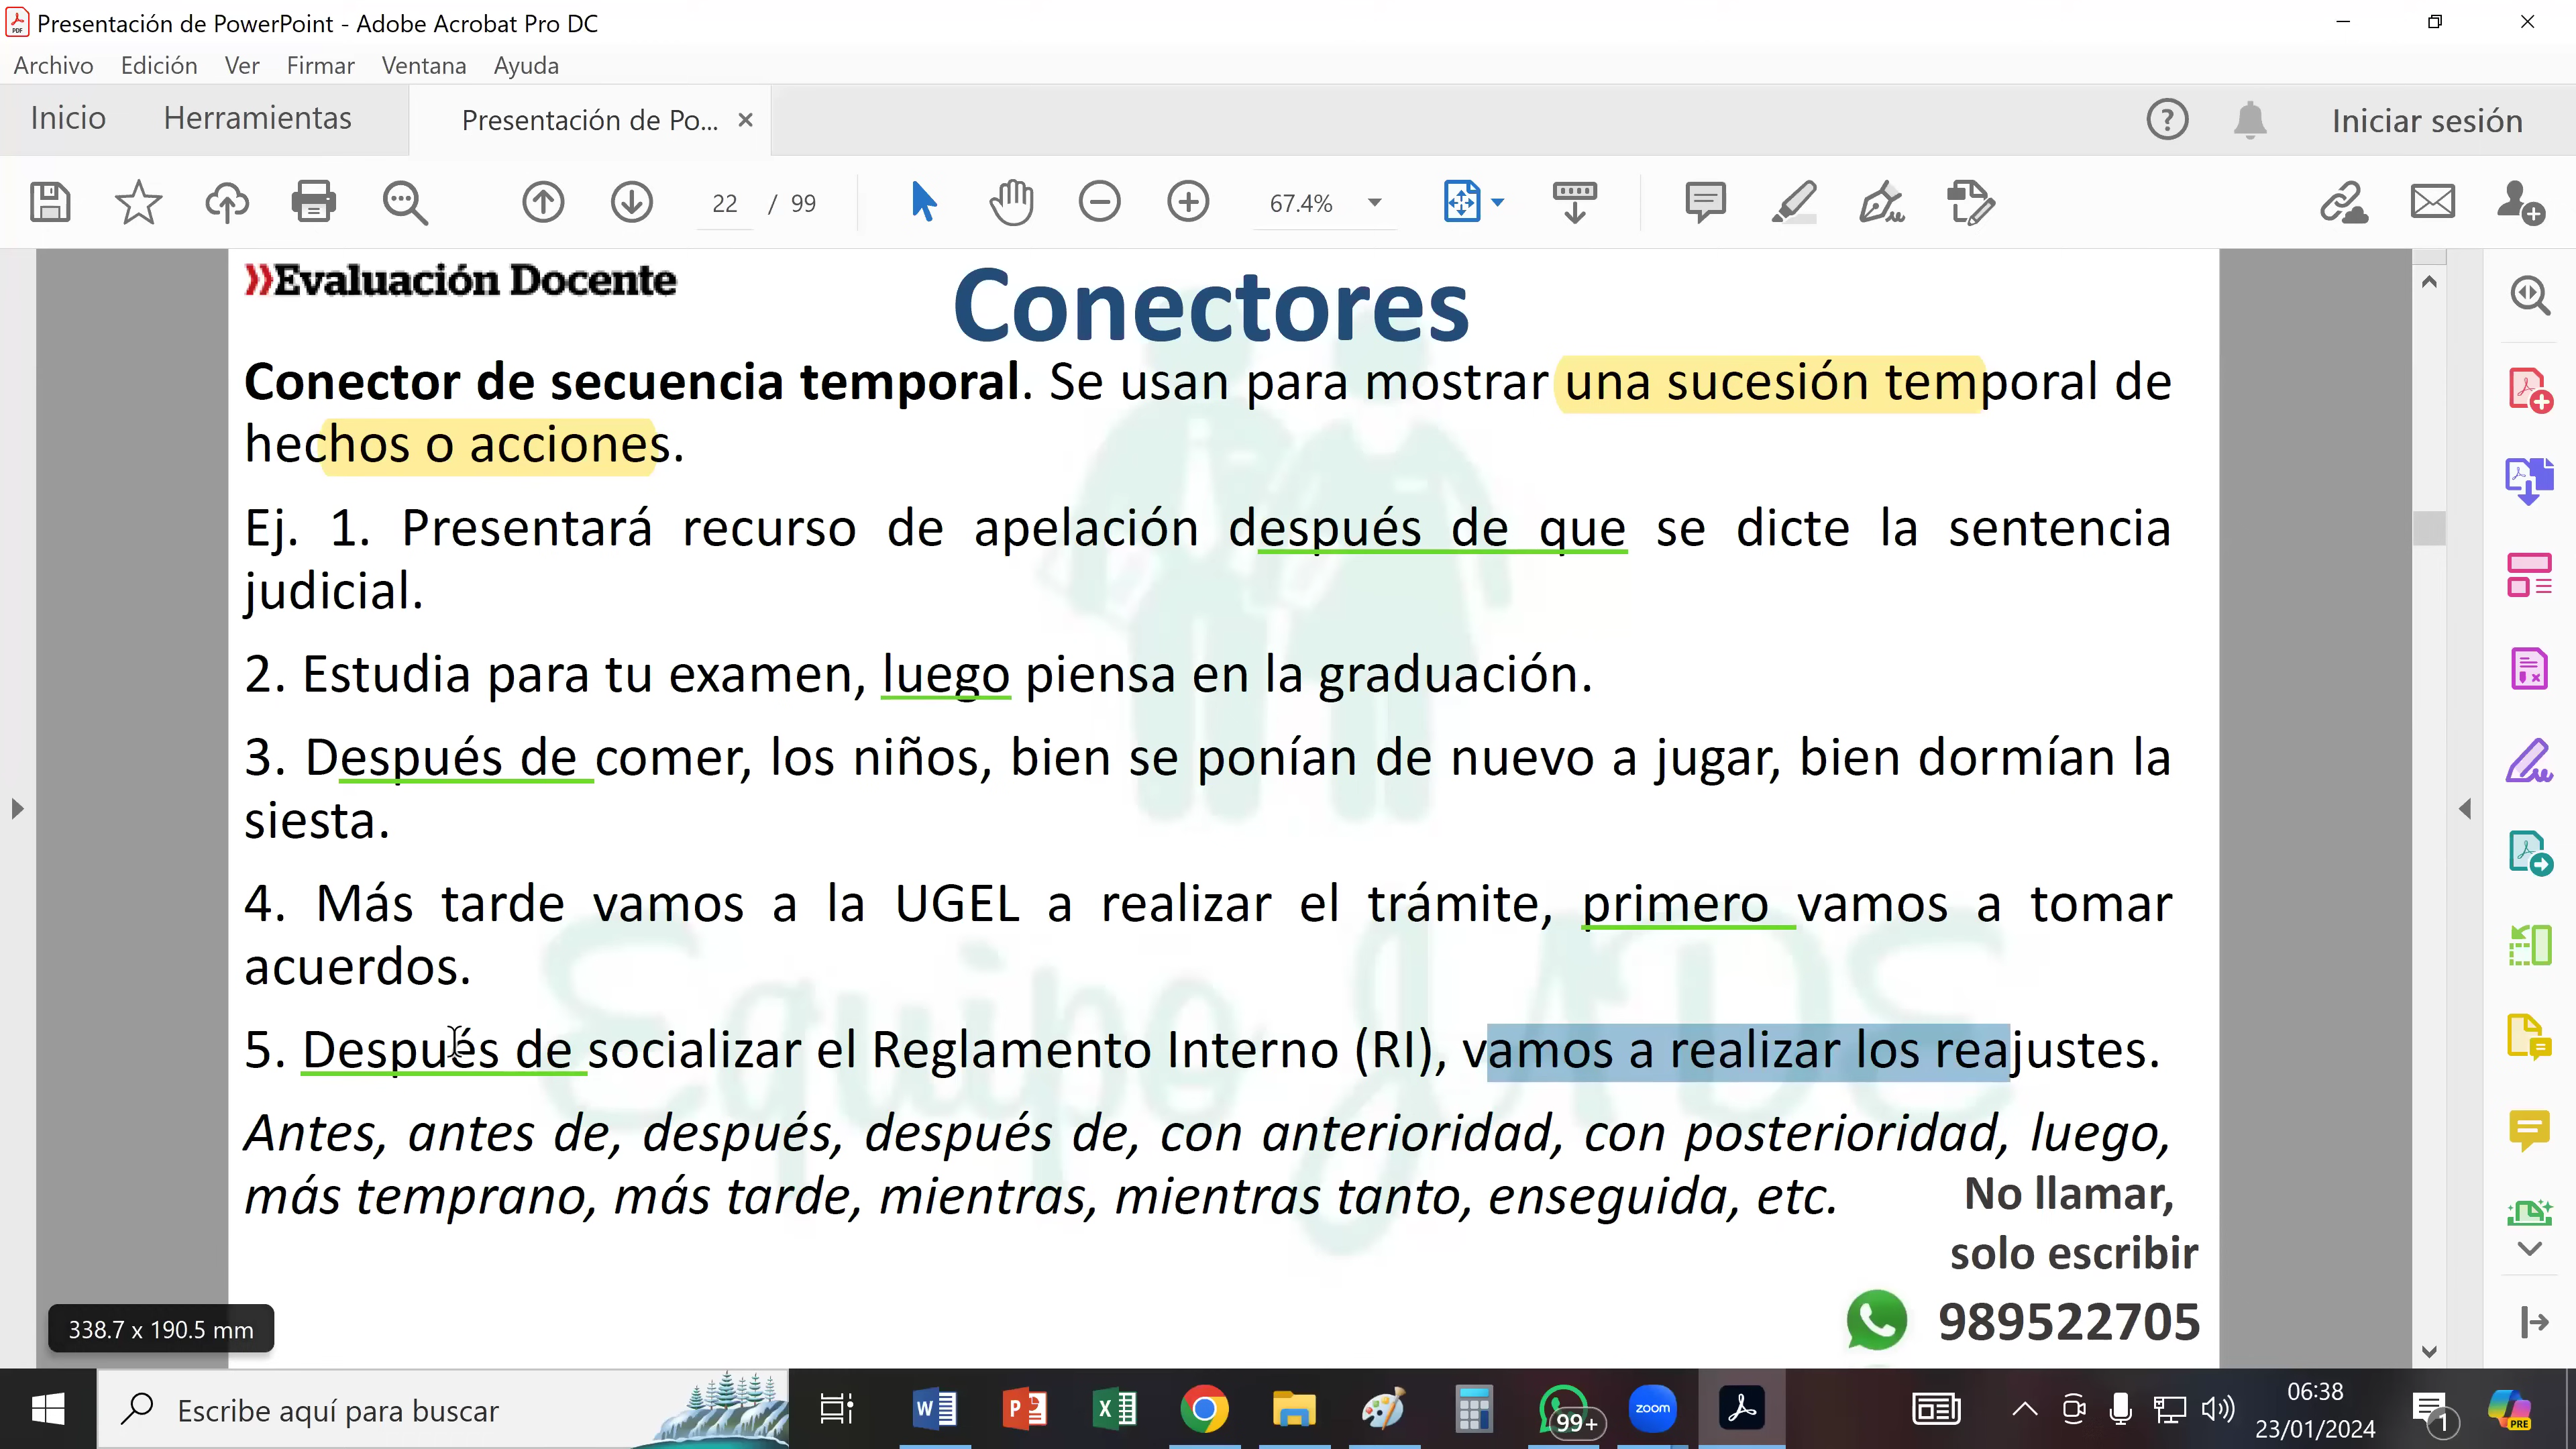 Presentación de PowerPoint - Adobe Acrobat Pro DC
Archivo Edición Ver Firmar Ventana Ayuda
Inicio Herramientas Presentación de Po... Iniciar sesión
22 / 99 67.4%
Evaluación Docente
Conectores
Conector de secuencia temporal. Se usan para mostrar una sucesión temporal de
hechos o acciones.
Ej. 1. Presentará recurso de apelación después de que se dicte la sentencia
judicial.
2. Estudia para tu examen, luego piensa en la graduación.
3. Después de comer, los niños, bien se ponían de nuevo a jugar, bien dormían la
siesta.
4. Más tarde vamos a la UGEL a realizar el trámite, primero vamos a tomar
acuerdos.
5. Después de socializar el Reglamento Interno (RI), vamos a realizar los reajustes.
Antes, antes de, después, después de, con anterioridad, con posterioridad, luego,
más temprano, más tarde, mientras, mientras tanto, enseguida, etc.
No llamar,
solo escribir
989522705
Equipo JADS
338.7 x 190.5 mm
Escribe aquí para buscar
99+
zoom
06:38
23/01/2024
1
PRE